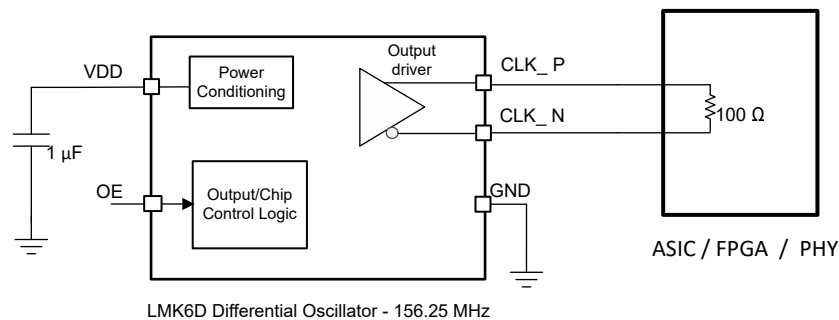 VDD
1 µF
OE
Power
Conditioning
Output/Chip
Control Logic
Output
driver
CLK_ P
CLK_ N
GND
100 Ω
ASIC / FPGA / PHY
LMK6D Differential Oscillator - 156.25 MHz